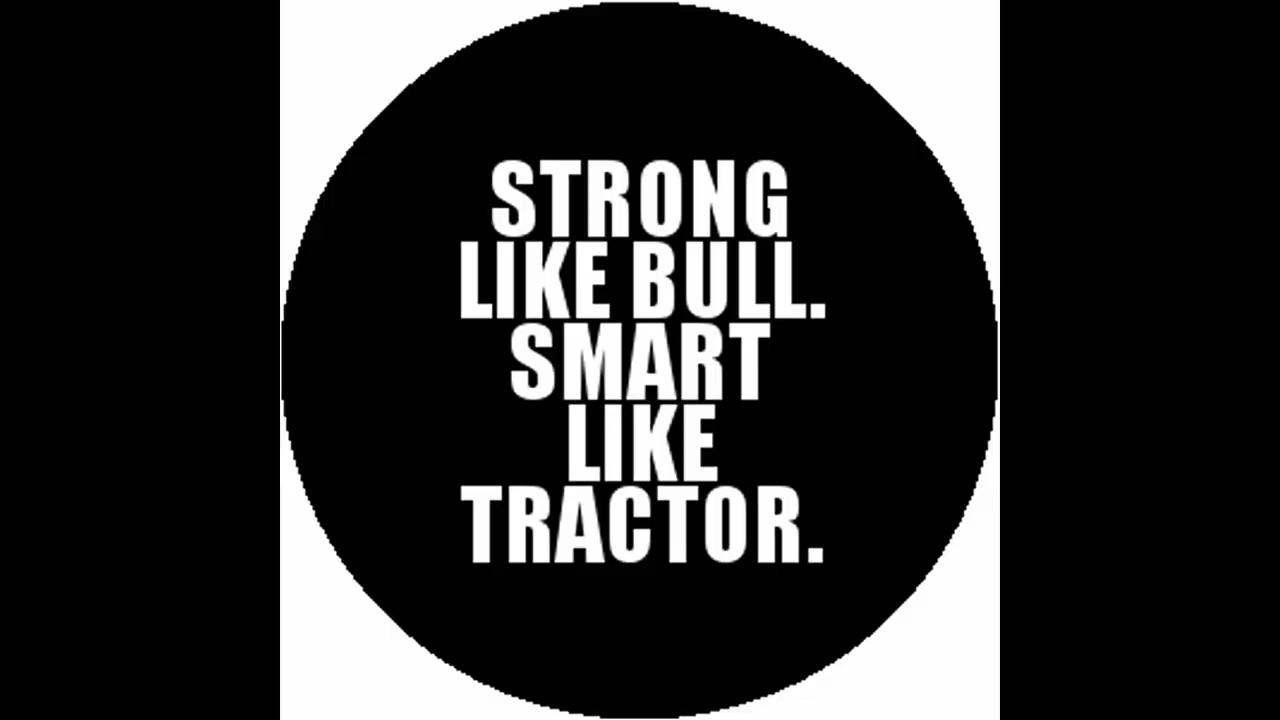 STRONG
LIKE BULL.
SMART
LIKE
TRACTOR.